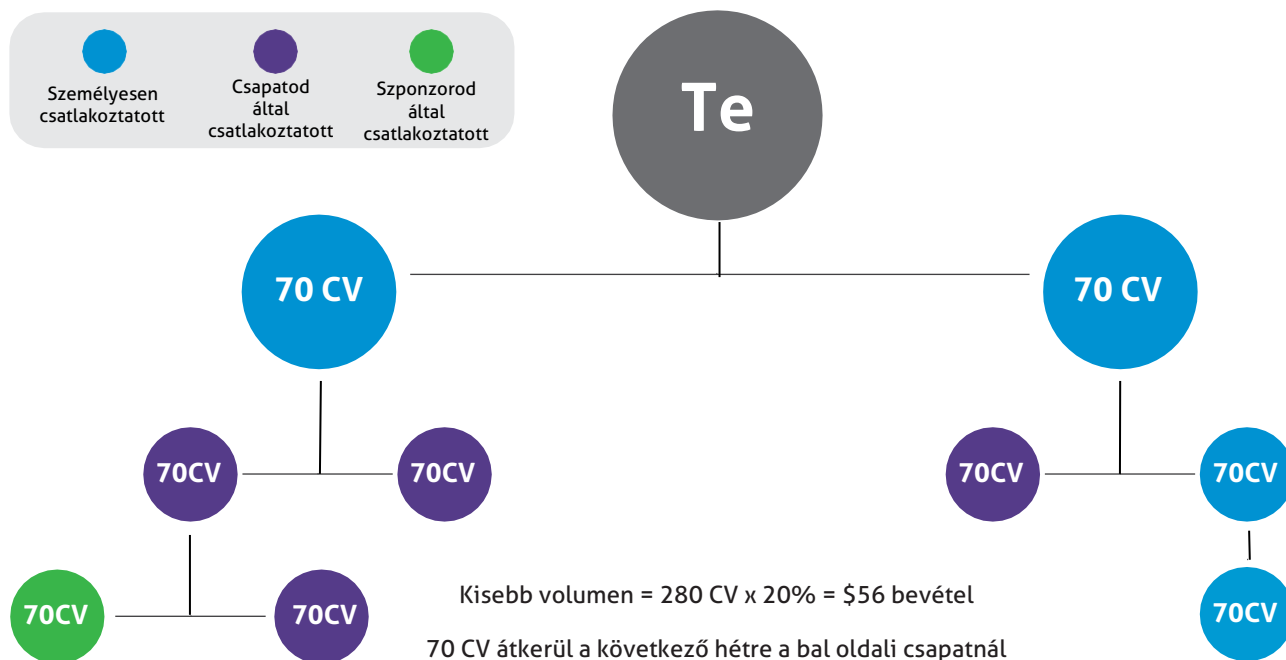 Személyesen
csatlakoztatott
Csapatod
által
csatlakoztatott
Szponzorod
által
csatlakoztatott
Te
70 CV
70 CV
70CV
70CV
70CV
70CV
70CV
70CV
70CV
Kisebb volumen = 280 CV x 20% = $56 bevétel
70 CV átkerül a következő hétre a bal oldali csapatnál